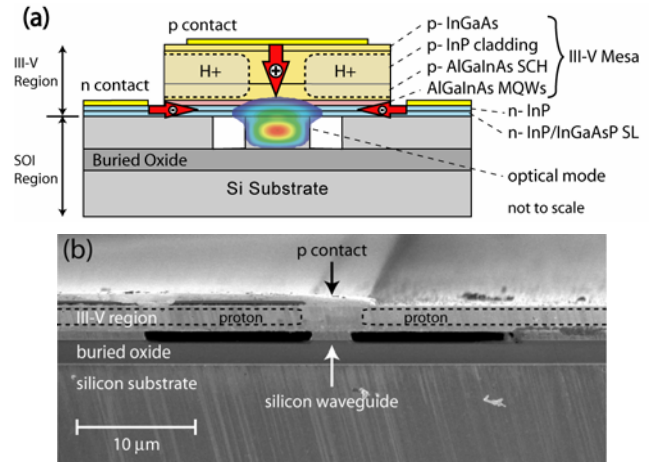 (a)
p contact
III-V
Region
n contact
H+
H+
p- InGaAs
p- InP cladding
p- AlGaInAs SCH
AlGaInAs MQWs
III-V Mesa
n- InP
n- InP/InGaAsP SL
SOI
Region
Buried Oxide
Si Substrate
optical mode
not to scale
(b)
p contact
III-V region
proton
proton
buried oxide
silicon substrate
silicon waveguide
10 μm